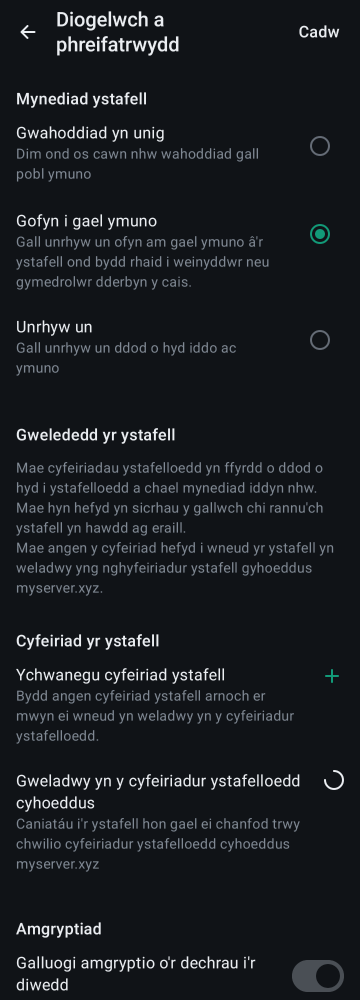 Diogelwch a
phreifatrwydd
Cadw
Mynediad ystafell
Gwahoddiad yn unig
Dim ond os cawn nhw wahoddiad gall
pobl ymuno
Gofyn i gael ymuno
Gall unrhyw un ofyn am gael ymuno â'r
ystafell ond bydd rhaid i weinyddwr neu
gymedrolwr dderbyn y cais.
Unrhyw un
Gall unrhyw un ddod o hyd iddo ac
ymuno
Gwelededd yr ystafell
Mae cyfeiriadau ystafelloedd yn ffyrdd o ddod o
hyd i ystafelloedd a chael mynediad iddyn nhw.
Mae hyn hefyd yn sicrhau y gallwch chi rannu'ch
ystafell yn hawdd ag eraill.
Mae angen y cyfeiriad hefyd i wneud yr ystafell yn
weladwy yng nghyfeiriadur ystafell gyhoeddus
myserver.xyz.
Cyfeiriad yr ystafell
Ychwanegu cyfeiriad ystafell
Bydd angen cyfeiriad ystafell arnoch er
mwyn ei wneud yn weladwy yn y cyfeiriadur
ystafelloedd.
Gweladwy yn y cyfeiriadur ystafelloedd
cyhoeddus
Caniatáu i'r ystafell hon gael ei chanfod trwy
chwilio cyfeiriadur ystafelloedd cyhoeddus
myserver.xyz
Amgryptiad
Galluogi amgryptio o'r dechrau i'r
diwedd